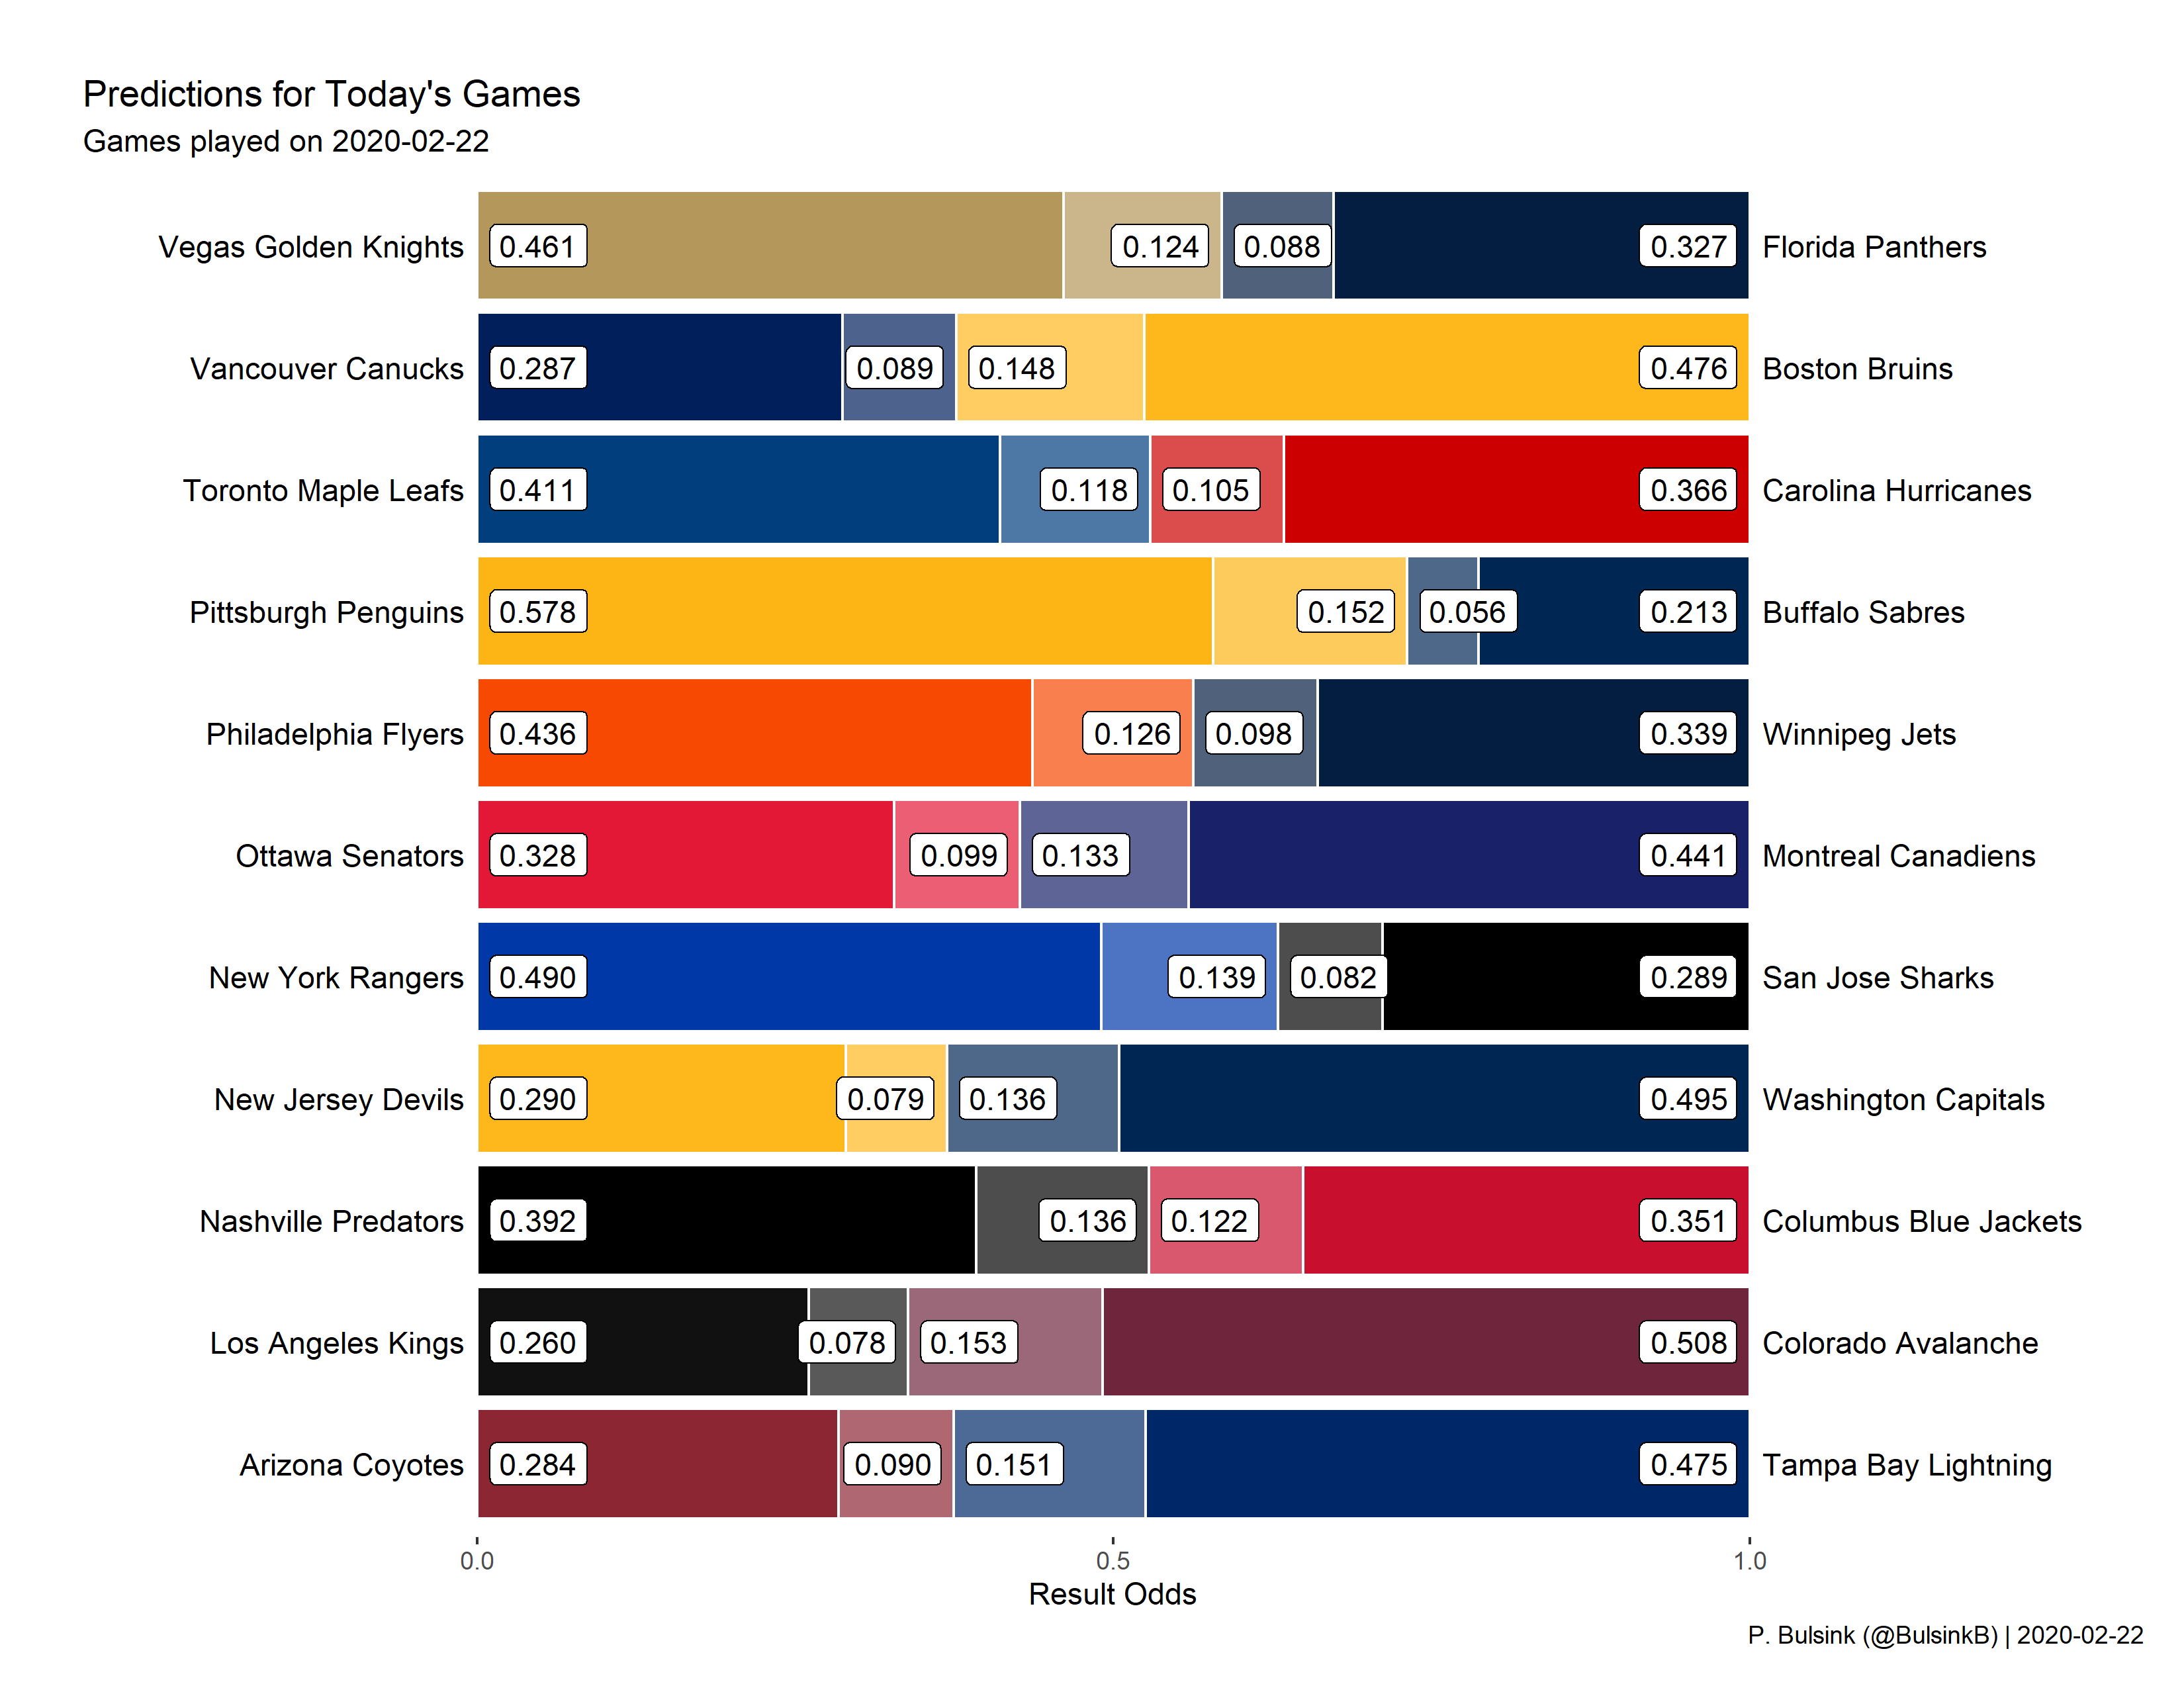 Predictions for Today's Games
Games played on 2020-02-22
Vegas Golden Knights 0.461 0.124 0.088 0.327 Florida Panthers
Vancouver Canucks 0.287 0.089 0.148 0.476 Boston Bruins
Toronto Maple Leafs 0.411 0.118 0.105 0.366 Carolina Hurricanes
Pittsburgh Penguins 0.578 0.152 0.056 0.213 Buffalo Sabres
Philadelphia Flyers 0.436 0.126 0.098 0.339 Winnipeg Jets
Ottawa Senators 0.328 0.099 0.133 0.441 Montreal Canadiens
New York Rangers 0.490 0.139 0.082 0.289 San Jose Sharks
New Jersey Devils 0.290 0.079 0.136 0.495 Washington Capitals
Nashville Predators 0.392 0.136 0.122 0.351 Columbus Blue Jackets
Los Angeles Kings 0.260 0.078 0.153 0.508 Colorado Avalanche
Arizona Coyotes 0.284 0.090 0.151 0.475 Tampa Bay Lightning
0.0 0.5 1.0
Result Odds
P. Bulsink (@BulsinkB) | 2020-02-22